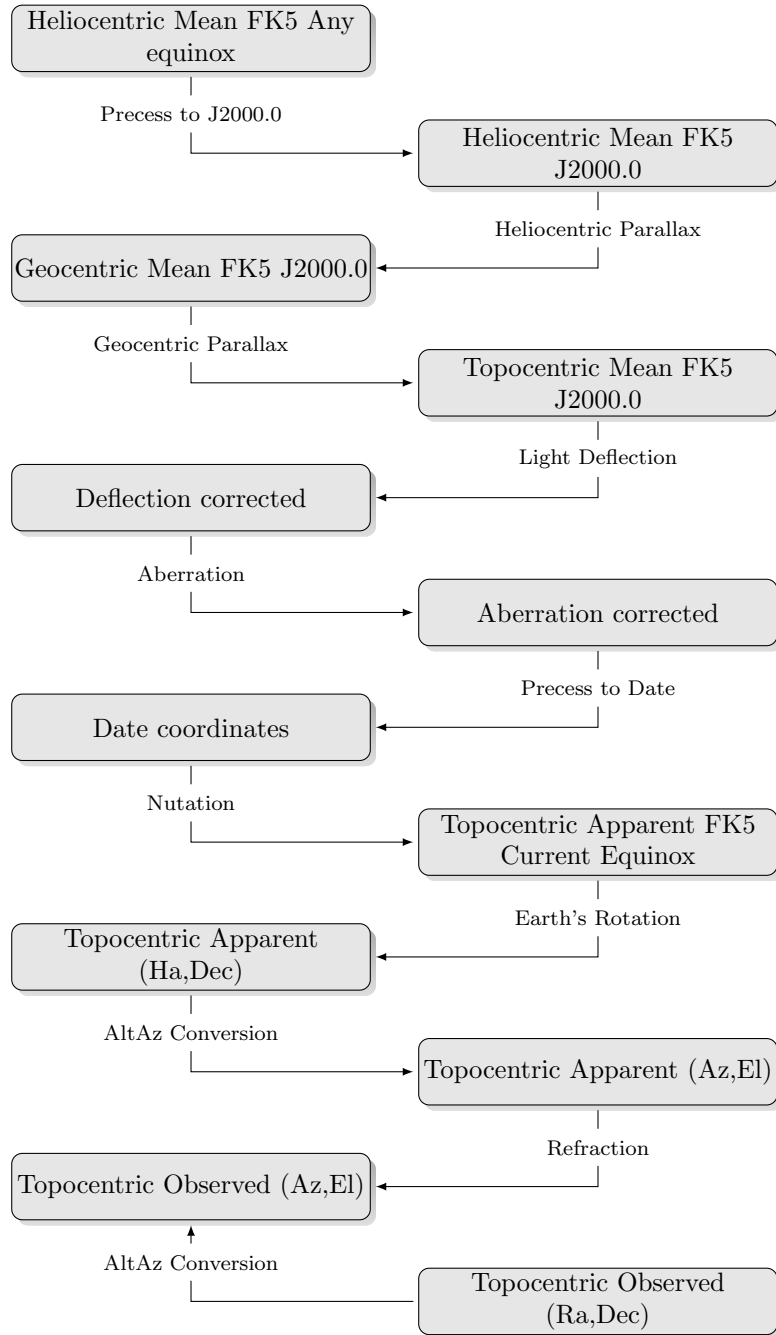 Heliocentric Mean FK5 Any
equinox
Precess to J2000.0
Heliocentric Mean FK5
J2000.0
Heliocentric Parallax
Geocentric Mean FK5 J2000.0
Geocentric Parallax
Topocentric Mean FK5
J2000.0
Light Deflection
Deflection corrected
Aberration
Aberration corrected
Precess to Date
Date coordinates
Nutation
Topocentric Apparent FK5
Current Equinox
Earth's Rotation
Topocentric Apparent
(Ha,Dec)
AltAz Conversion
Topocentric Apparent (Az,El)
Refraction
Topocentric Observed (Az,El)
AltAz Conversion
Topocentric Observed
(Ra,Dec)